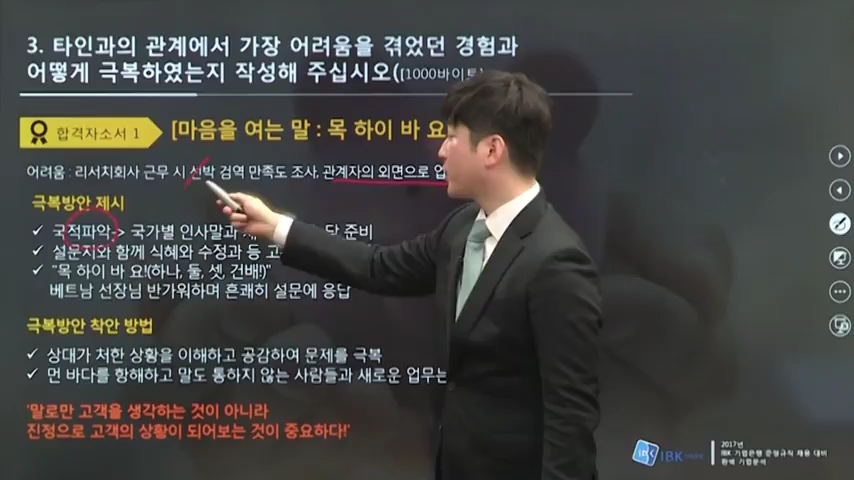 3. 타인과의 관계에서 가장 어려움을 겪었던 경험과
어떻게 극복하였는지 작성해 주십시오([1000바이트]
합격자소서 1
[마음을 여는 말 : 목 하이 바 요
어려움 : 리서치회사 근무 시 선박 검역 만족도 조사, 관계자의 외면으로 업
극복방안 제시
✓ 국적파악-> 국가별 인사말과 준비
✓ 설문지와 함께 식혜와 수정과 등
✓ "목 하이 바 요!(하나, 둘, 셋, 건배!)"
베트남 선장님 반가워하며 흔쾌히 설문에 응답
극복방안 착안 방법
✓ 상대가 처한 상황을 이해하고 공감하여 문제를 극복
✓ 먼 바다를 항해하고 말도 통하지 않는 사람들과 새로운 업무는
'말로만 고객을 생각하는 것이 아니라
진정으로 고객의 상황이 되어보는 것이 중요하다!'
IBK
2017년
IBK 기업은행 준정규직 채용 대비
완벽 기업분석